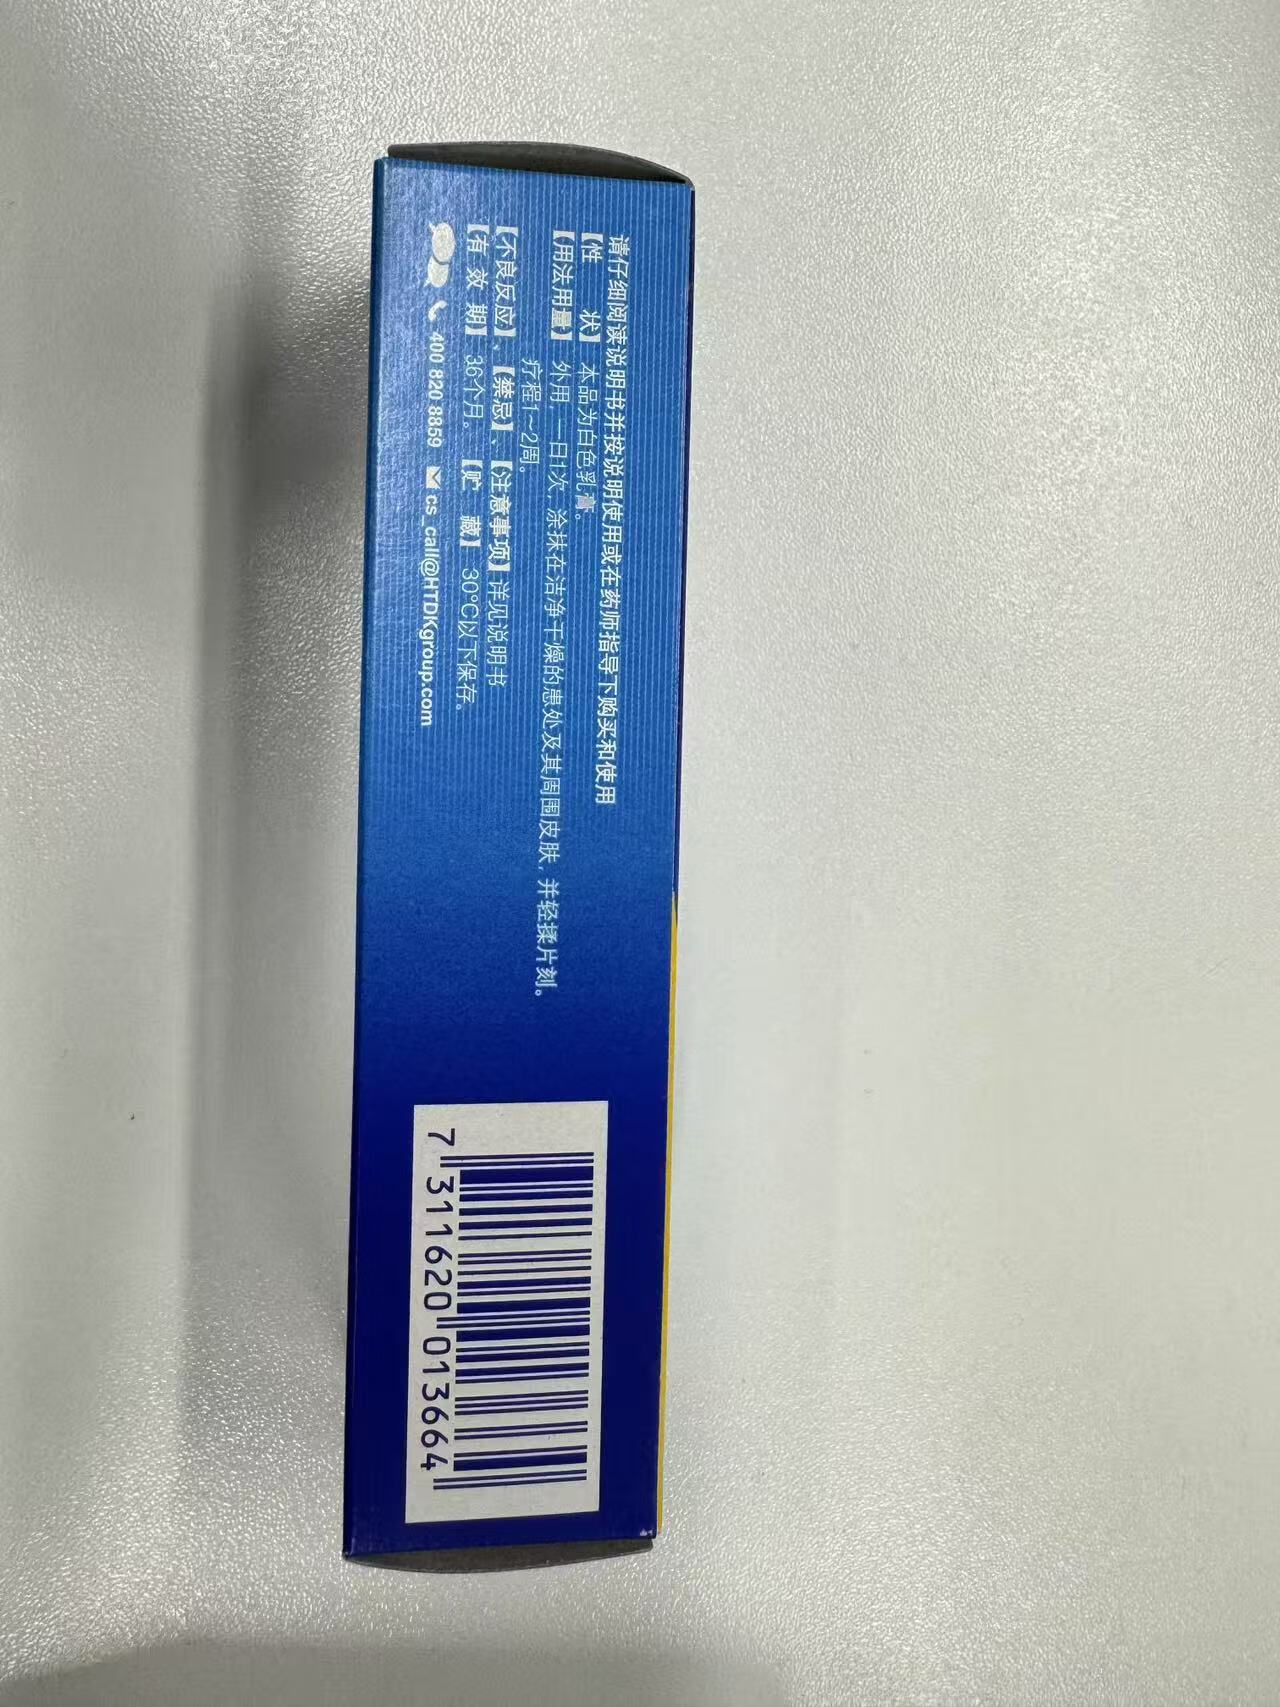 请仔细阅读说明书并按说明使用或在药师指导下购买和使用
【性 状】 本品为白色乳膏。
【用法用量】 外用,一日1次,涂抹在洁净干燥的患处及其周围皮肤,并轻揉片刻。
疗程1~2周。
【不良反应】、【禁忌】、【注意事项】详见说明书
【有 效 期】 36个月。 【贮 藏】 30°C以下保存。
400 820 8859 cs_call@HTDKgroup.com
7 311620 013664